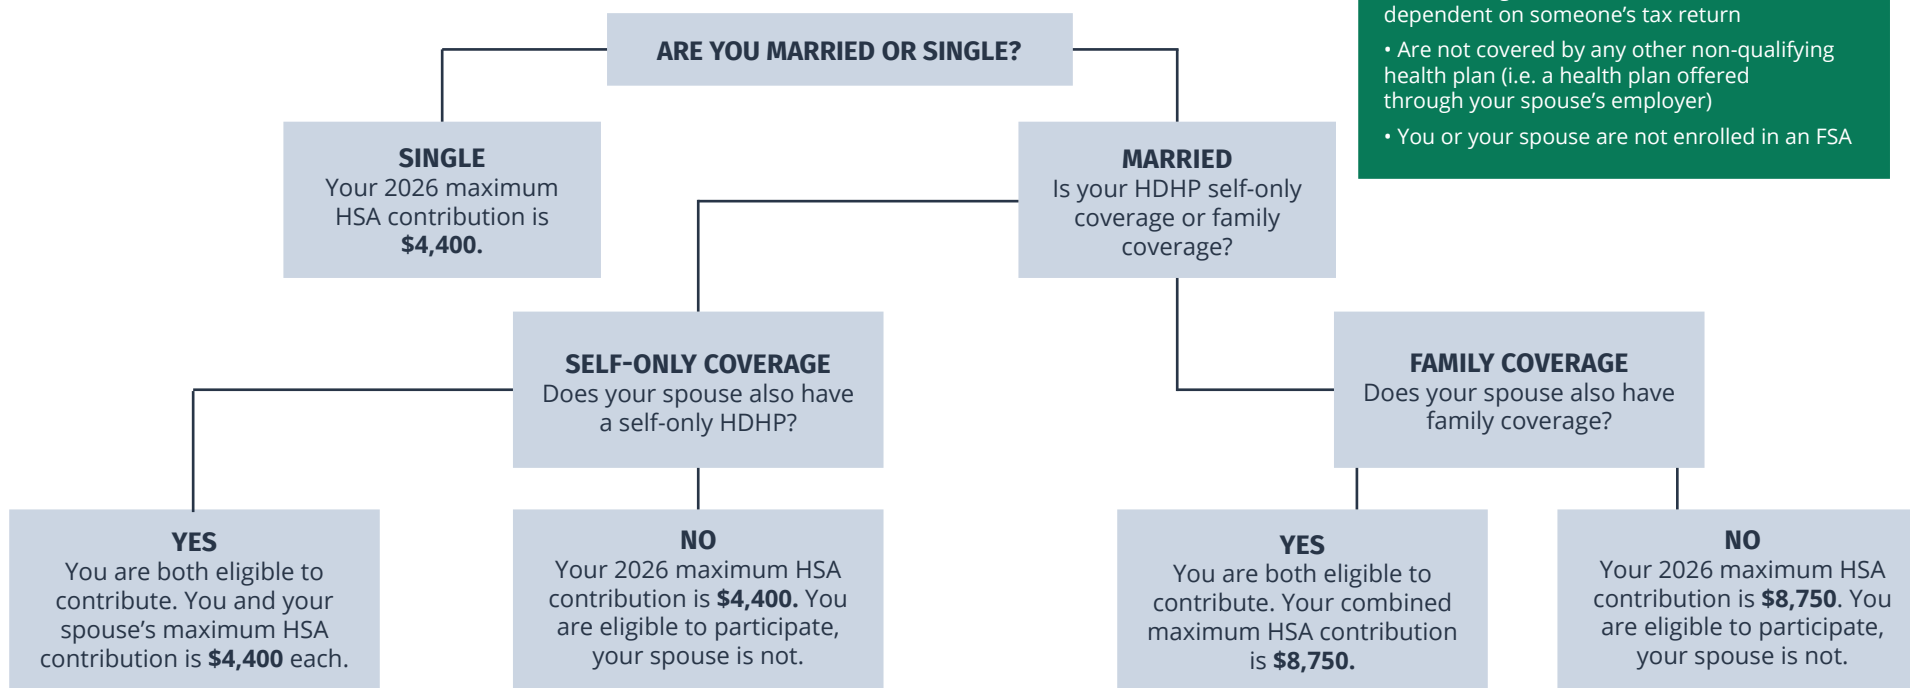 dependent on someone’s tax return
• Are not covered by any other non-qualifying
health plan (i.e. a health plan offered
through your spouse’s employer)
• You or your spouse are not enrolled in an FSA
ARE YOU MARRIED OR SINGLE?
SINGLE
Your 2026 maximum
HSA contribution is
$4,400.
MARRIED
Is your HDHP self-only
coverage or family
coverage?
SELF-ONLY COVERAGE
Does your spouse also have
a self-only HDHP?
FAMILY COVERAGE
Does your spouse also have
family coverage?
YES
You are both eligible to
contribute. You and your
spouse’s maximum HSA
contribution is $4,400 each.
NO
Your 2026 maximum HSA
contribution is $4,400. You
are eligible to participate,
your spouse is not.
YES
You are both eligible to
contribute. Your combined
maximum HSA contribution
is $8,750.
NO
Your 2026 maximum HSA
contribution is $8,750. You
are eligible to participate,
your spouse is not.